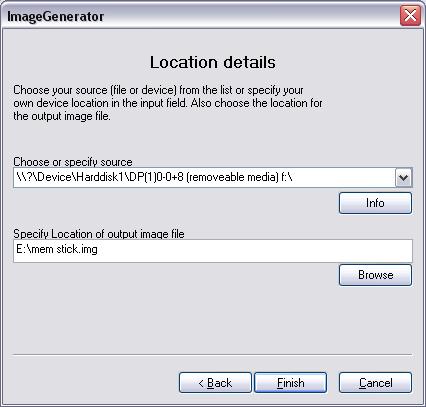 ImageGenerator
Location details
Choose your source (file or device) from the list or specify your
own device location in the input field. Also choose the location for
the output image file.
Choose or specify source
\\?\Device\Harddisk1\DP(1)0-0+8 (removeable media) f:\
Info
Specify Location of output image file
E:\mem stick.img
Browse
< Back
Finish
Cancel